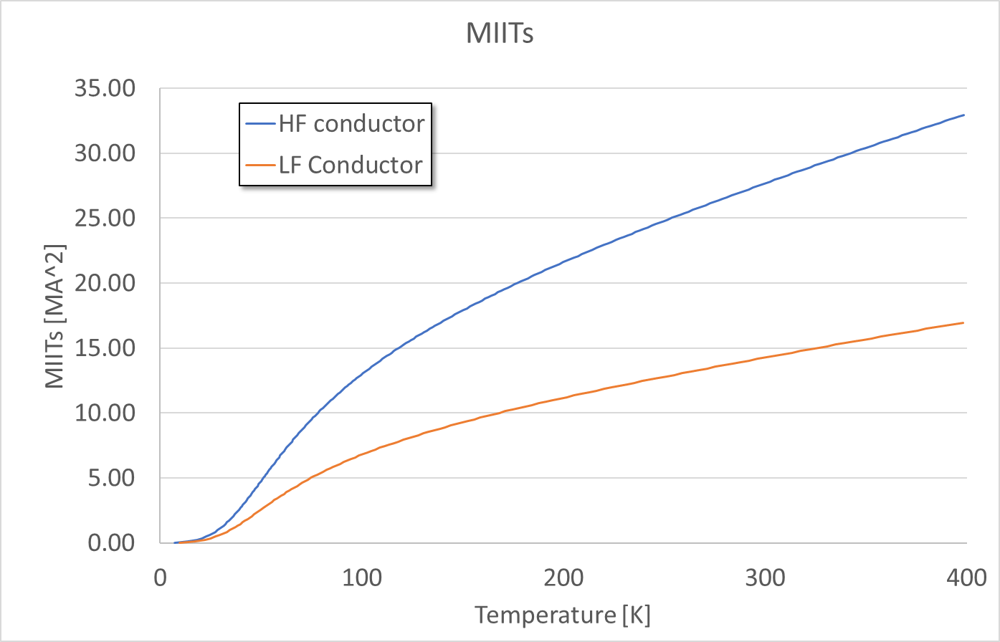 MIITs
35.00
30.00
25.00
20.00
15.00
10.00
5.00
0.00
MIITs [MA^2]
HF conductor
LF Conductor
0 100 200 300 400
Temperature [K]